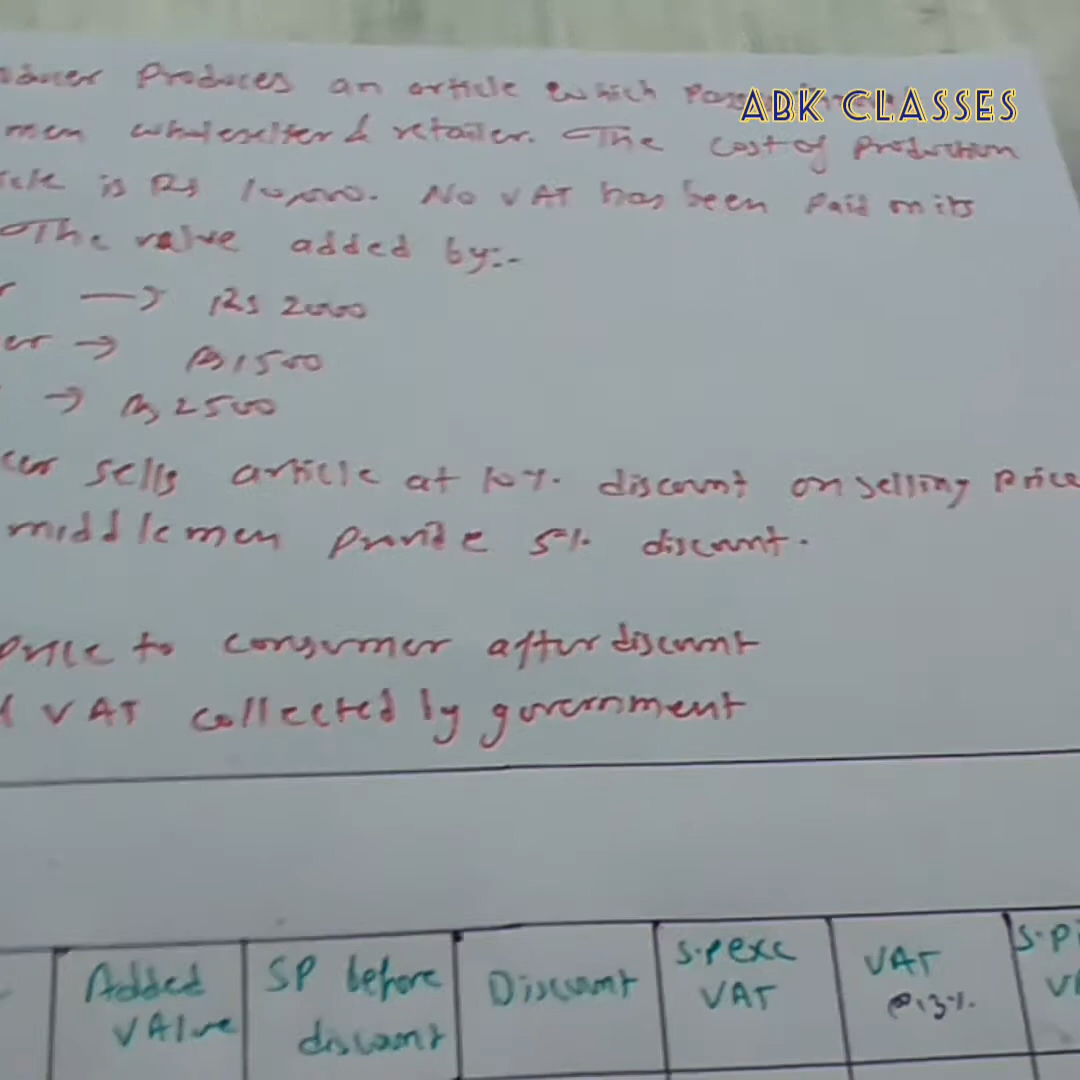 Produces an article which
ABK CLASSES
men wholeselter & retailer. The cost of production
is Rs 10,000. No VAT has been paid on its
The value added by:-
→ Rs 2000
er → Rs 1500
→ Rs 2500
cer sells article at 10% discount on selling price
middlemen provide 5% discount.
price to consumer after discount
VAT collected by government
Added VAlue
SP before discount
Discount
S.P exc VAT
VAT @13%
S.P